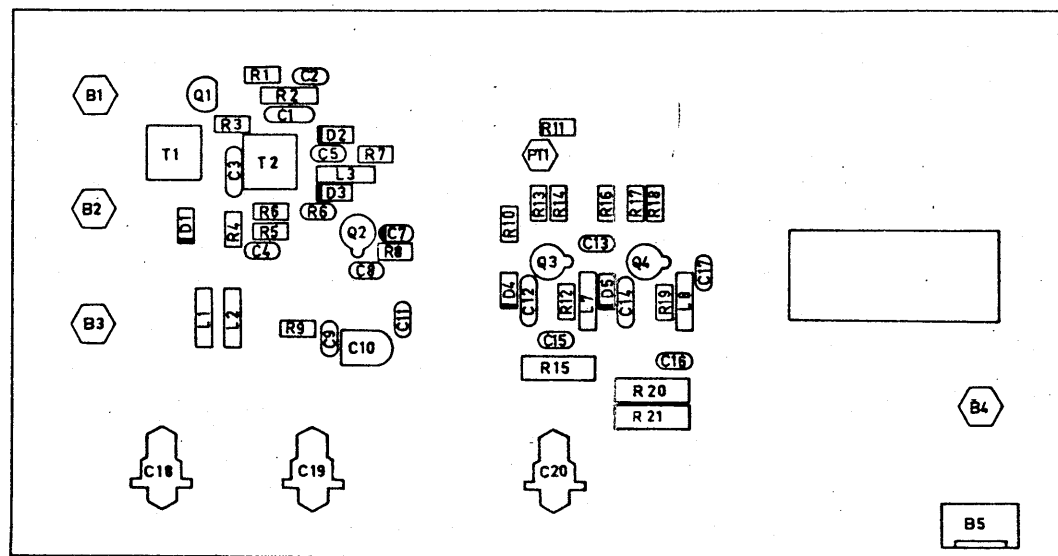 R1
C2
B1
Q1
R2
C1
R3
D2
R11
T1
T2
C5
R7
PT1
C3
L3
D3
B2
R6
R6
R10
R13
R14
R16
R17
R18
D1
R4
R5
Q2
C7
C4
R8
C13
C8
Q3
Q4
C17
D4
C12
R12
L7
D5
C14
R19
L8
B3
L1
L2
R9
C9
C11
C10
C15
R15
C16
R20
R21
B4
C18
C19
C20
B5